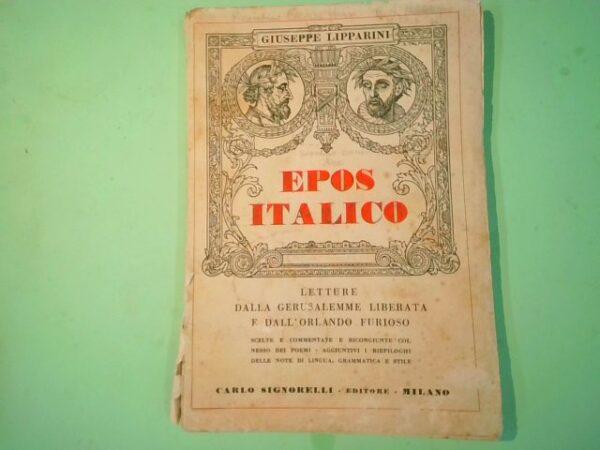 GIUSEPPE LIPPARINI
EPOS
ITALICO
LETTURE
DALLA GERUSALEMME LIBERATA
E DALL'ORLANDO FURIOSO
SCELTE E COMMENTATE E RICONGIUNTE COL
NESSO DEI POEMI - AGGIUNTIVI I RIEPILOGHI
DELLE NOTE DI LINGUA, GRAMMATICA E STILE
CARLO SIGNORELLI - EDITORE - MILANO